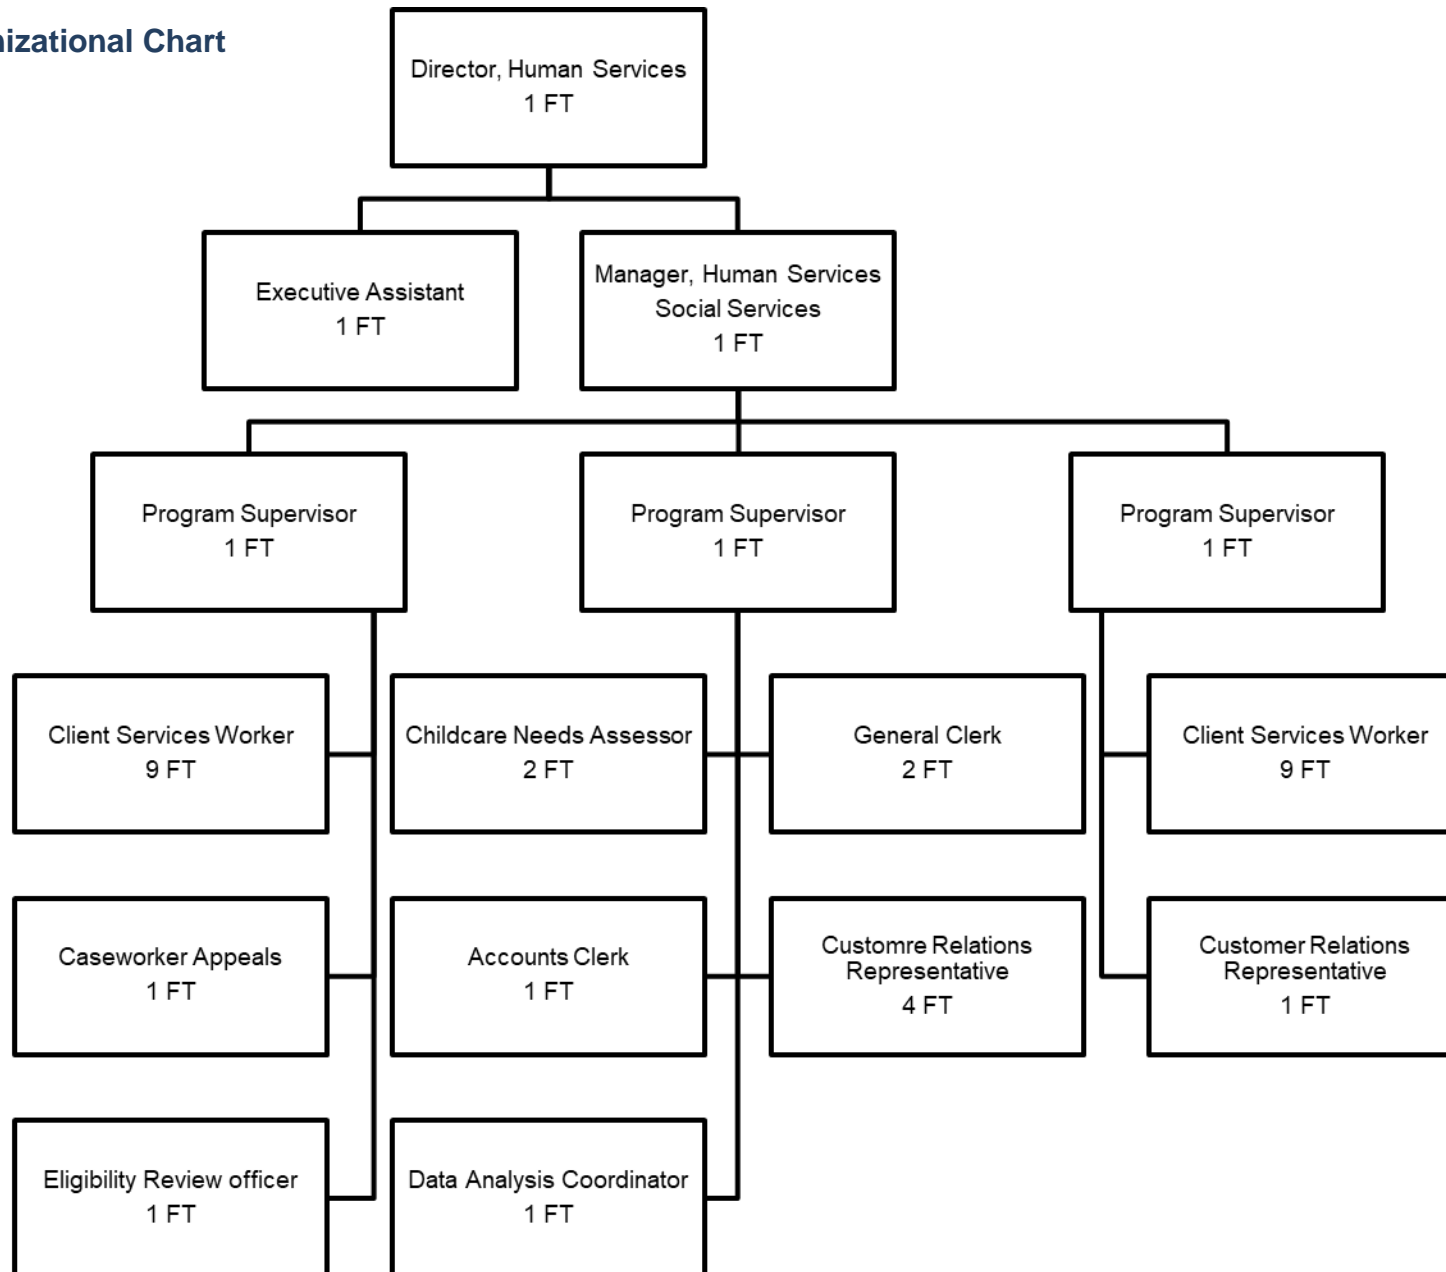 nizational Chart
Director, Human Services
1 FT
Executive Assistant
1 FT
Manager, Human Services
Social Services
1 FT
Program Supervisor
1 FT
Program Supervisor
1 FT
Program Supervisor
1 FT
Client Services Worker
9 FT
Childcare Needs Assessor
2 FT
General Clerk
2 FT
Client Services Worker
9 FT
Caseworker Appeals
1 FT
Accounts Clerk
1 FT
Customre Relations
Representative
4 FT
Customer Relations
Representative
1 FT
Eligibility Review officer
1 FT
Data Analysis Coordinator
1 FT